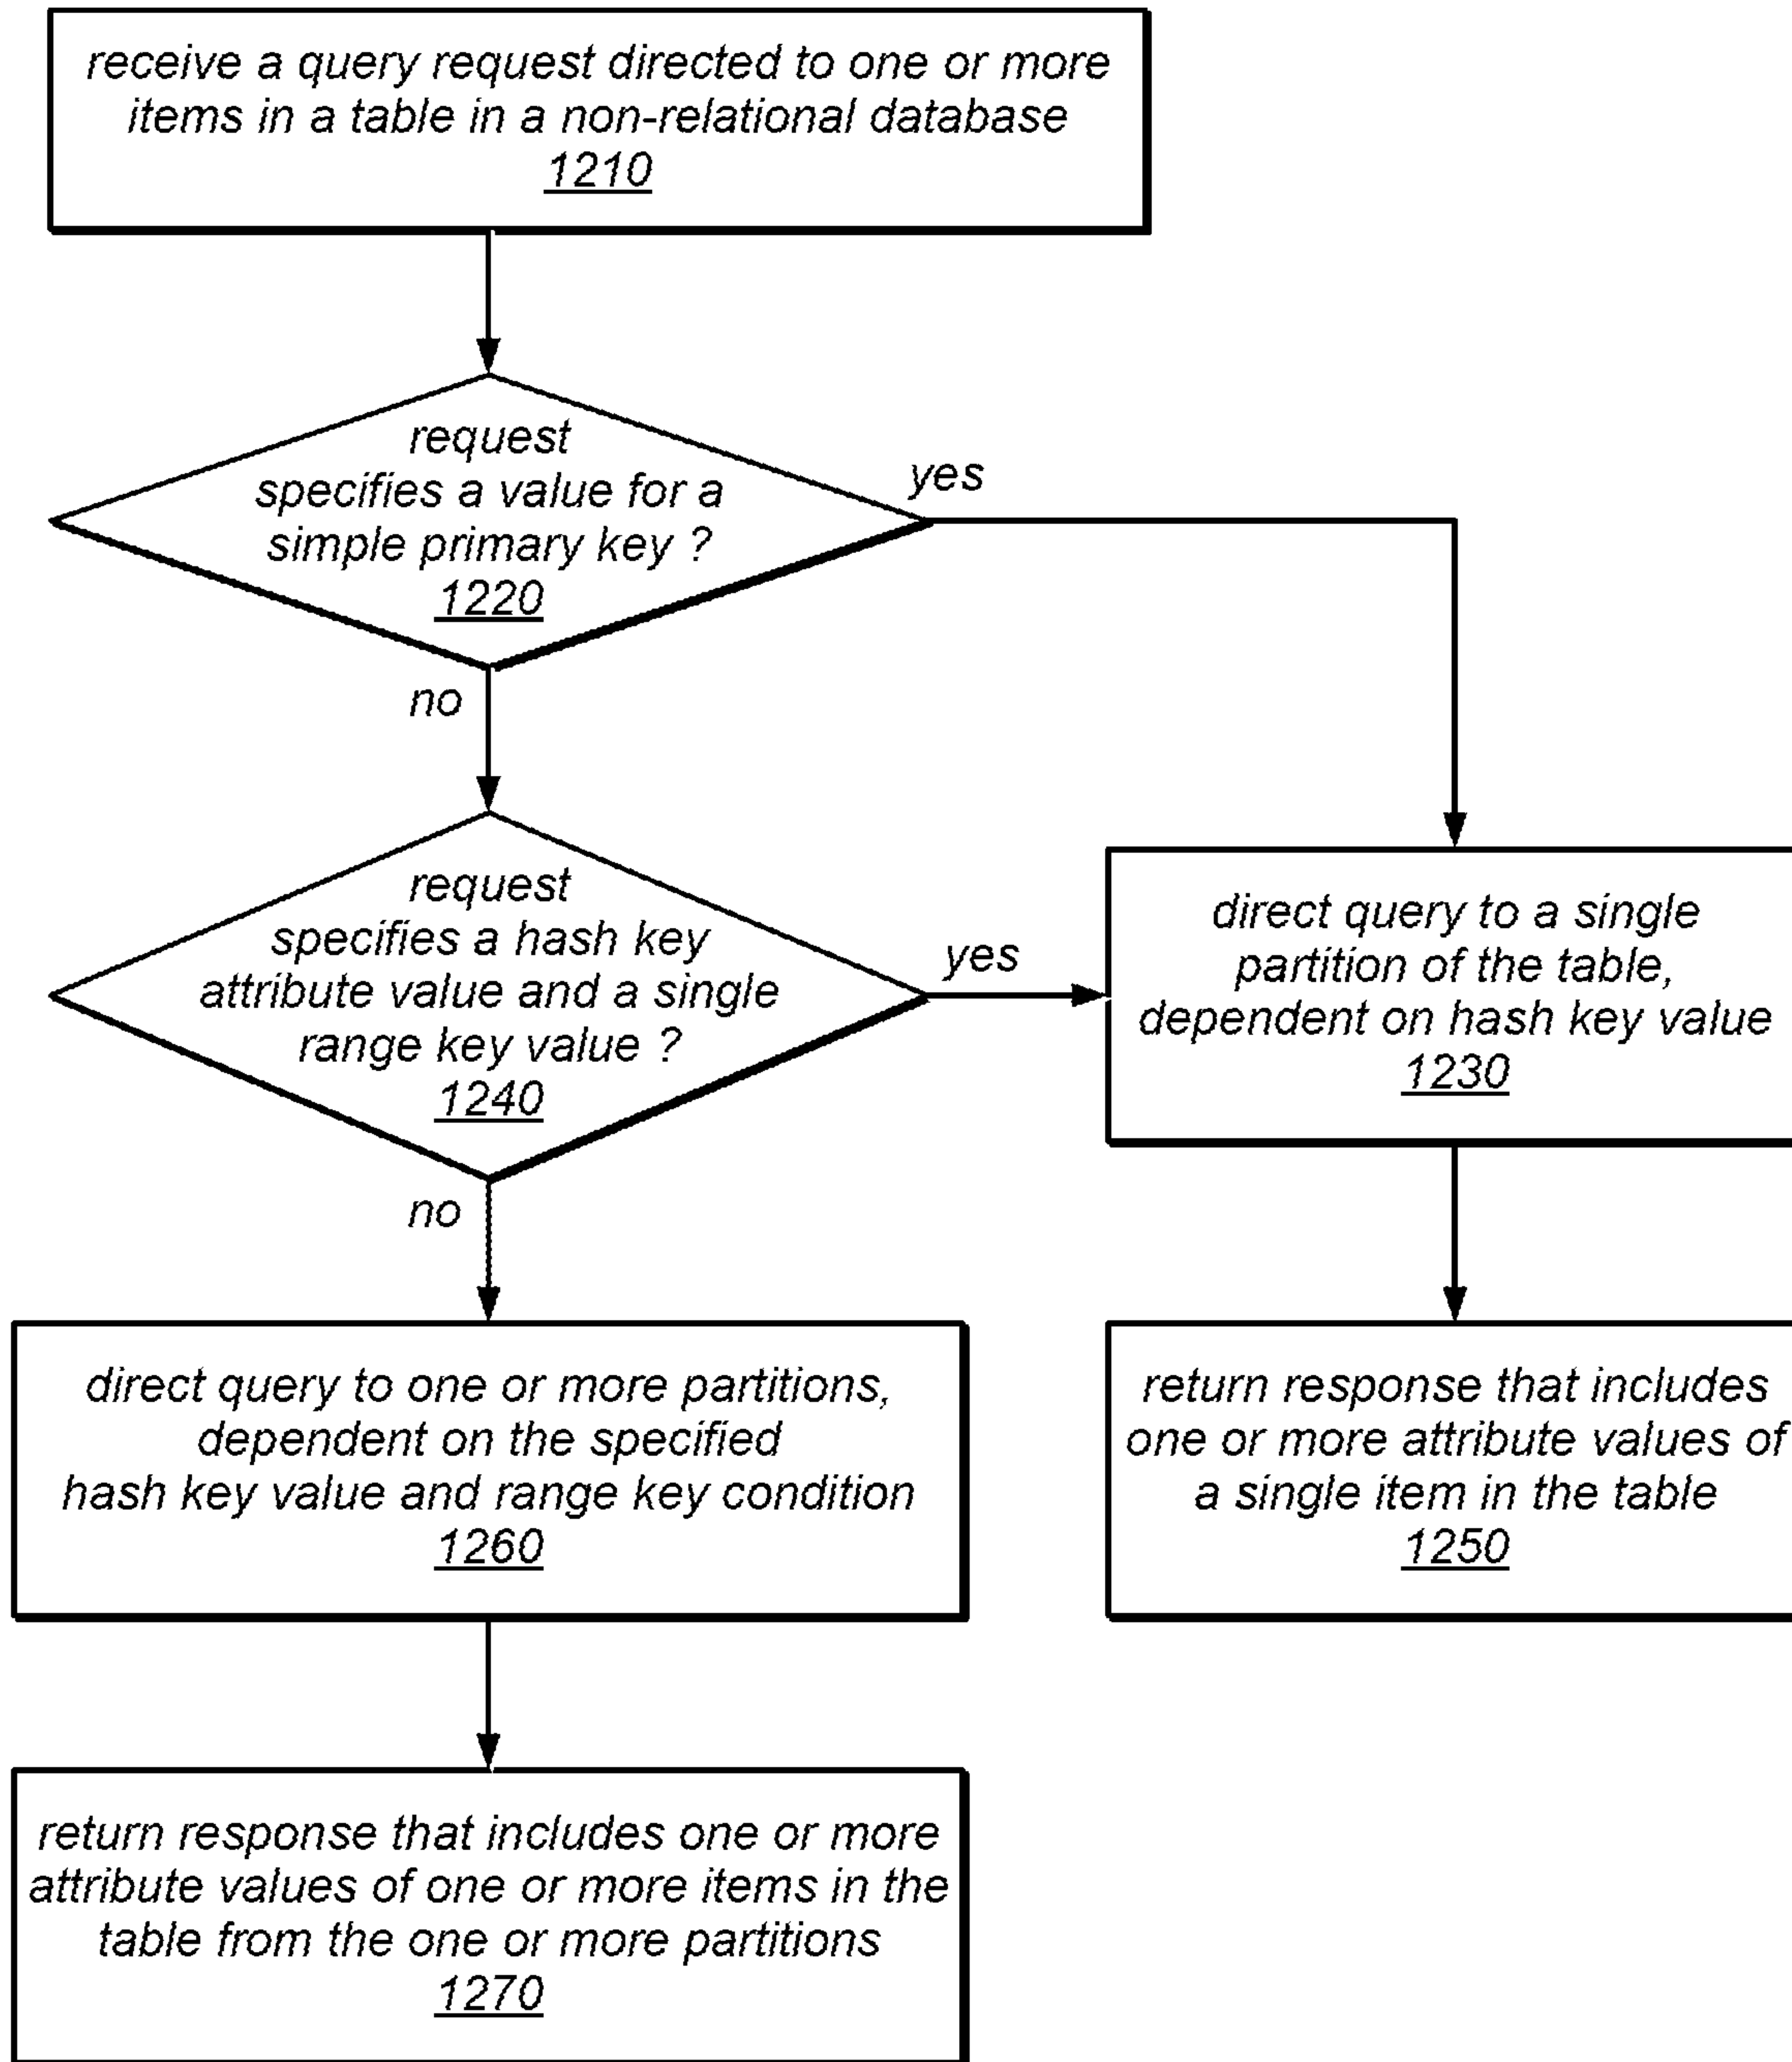 receive a query request directed to one or more
items in a table in a non-relational database
1210
request
specifies a value for a
simple primary key ?
1220
yes
no
request
specifies a hash key
attribute value and a single
range key value ?
1240
yes
no
direct query to a single
partition of the table,
dependent on hash key value
1230
direct query to one or more partitions,
dependent on the specified
hash key value and range key condition
1260
return response that includes
one or more attribute values of
a single item in the table
1250
return response that includes one or more
attribute values of one or more items in the
table from the one or more partitions
1270